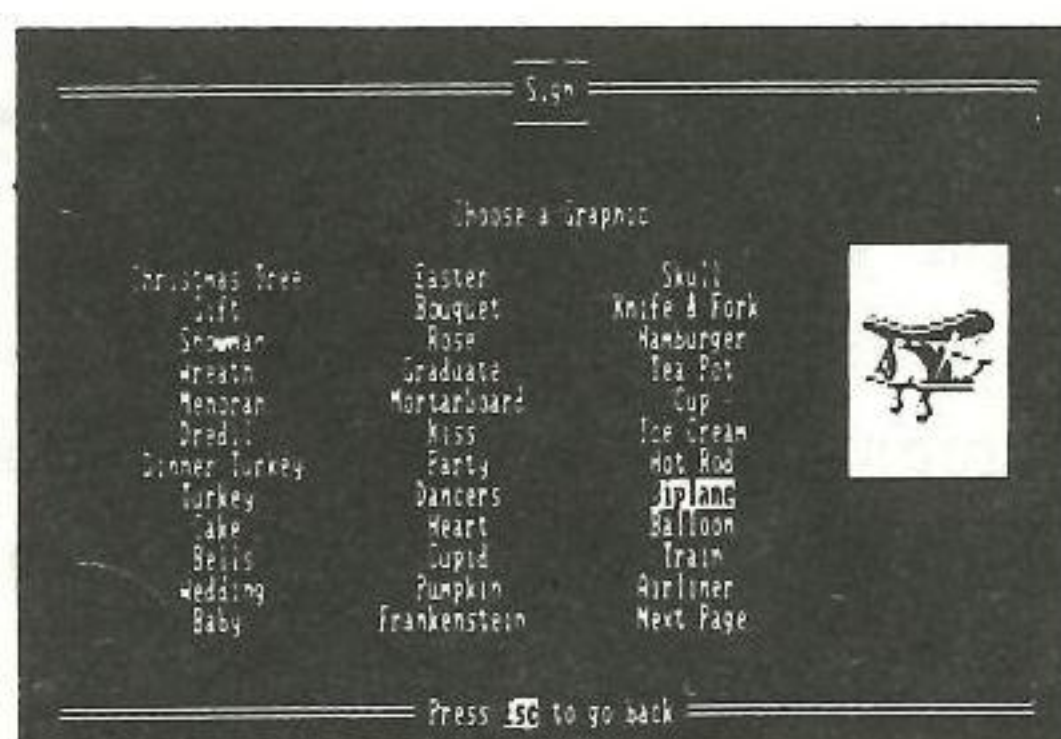 Sign
Choose a Graphic
Christmas Tree Easter Skull
Gift Bouquet Knife & Fork
Snowman Rose Hamburger
Wreath Graduate Tea Pot
Menorah Mortarboard Cup
Dredil Kiss Ice Cream
Dinner Turkey Party Hot Rod
Turkey Dancers Biplane
Cake Heart Balloon
Bells Cupid Train
Wedding Pumpkin Airliner
Baby Frankenstein Next Page
Press ESC to go back